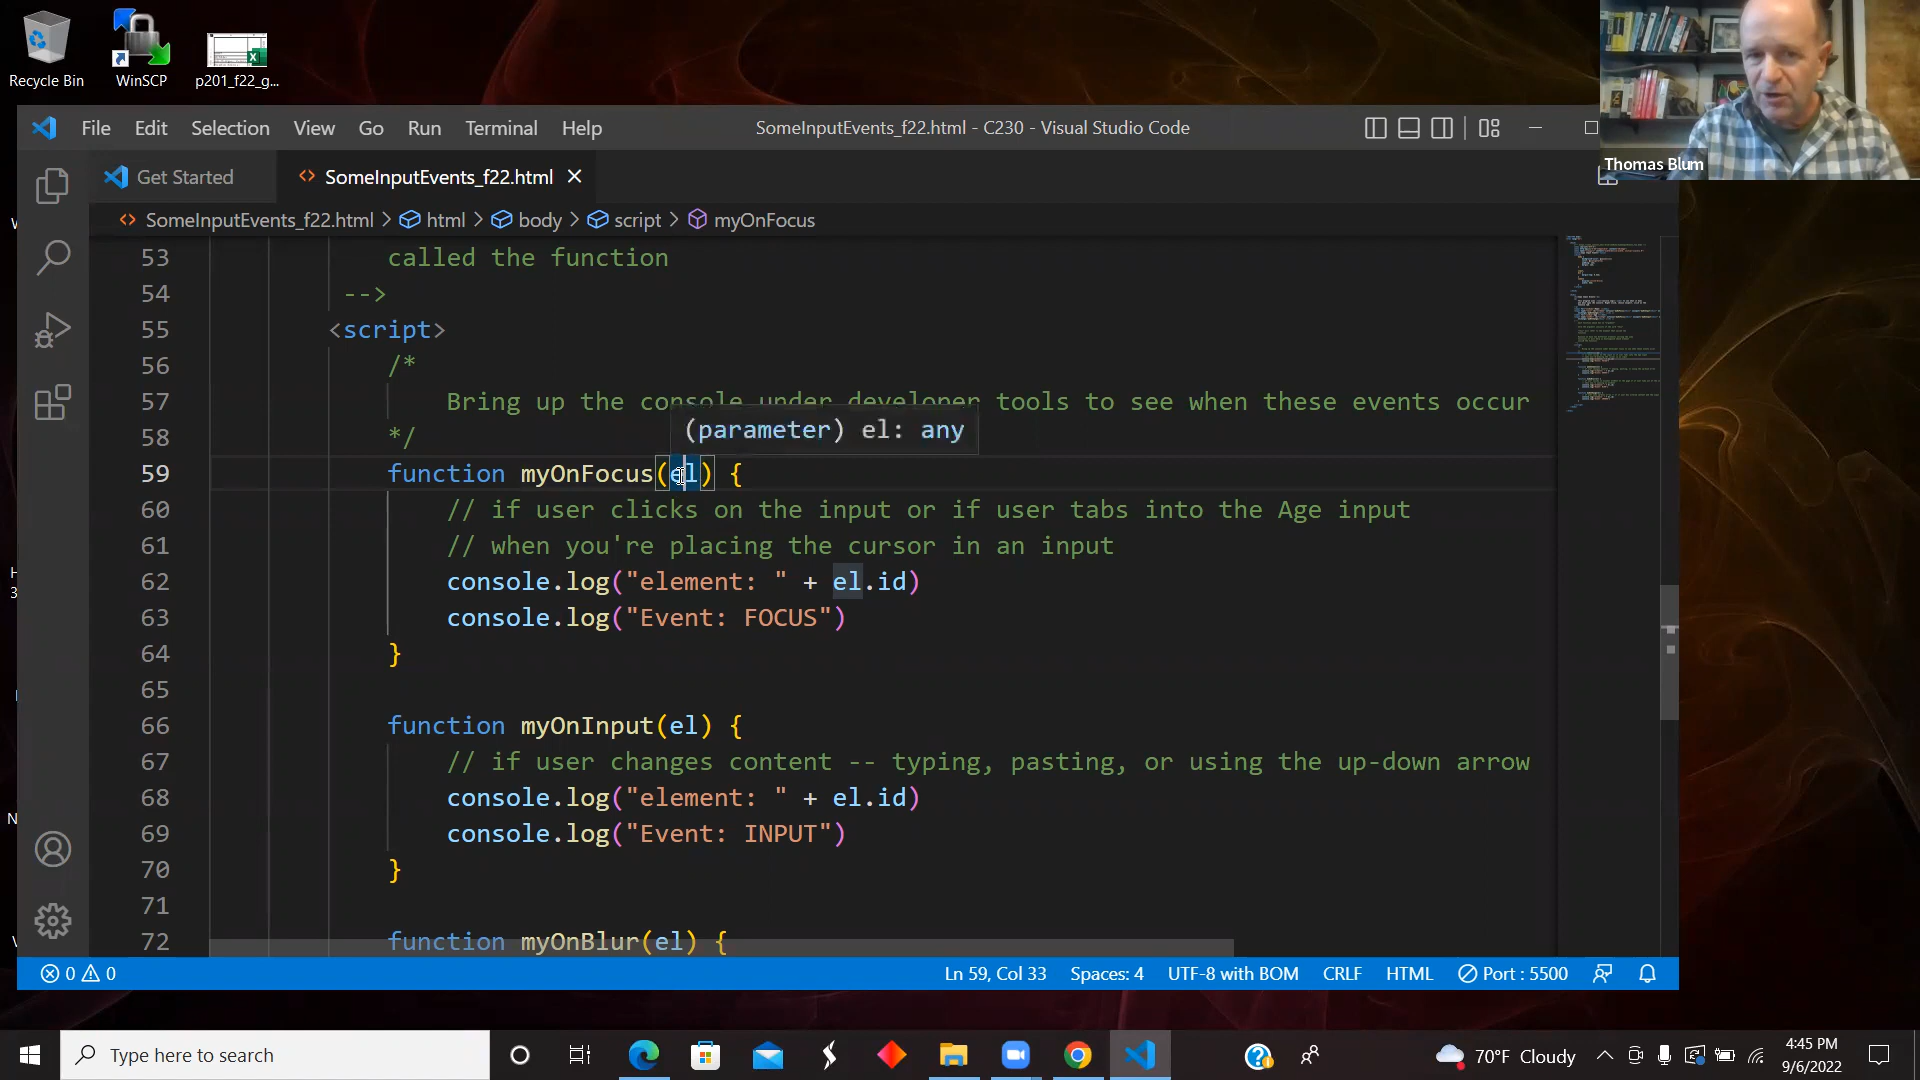 Recycle Bin
WinSCP
p201_f22_g...
Thomas Blum
File Edit Selection View Go Run Terminal Help
SomeInputEvents_f22.html - C230 - Visual Studio Code
Get Started
SomeInputEvents_f22.html
SomeInputEvents_f22.html > html > body > script > myOnFocus
53 called the function
54 -->
55 <script>
56 /*
57 Bring up the console under developer tools to see when these events occur
(parameter) el: any
58 */
59 function myOnFocus(el) {
60 // if user clicks on the input or if user tabs into the Age input
61 // when you're placing the cursor in an input
62 console.log("element: " + el.id)
63 console.log("Event: FOCUS")
64 }
65
66 function myOnInput(el) {
67 // if user changes content -- typing, pasting, or using the up-down arrow
68 console.log("element: " + el.id)
69 console.log("Event: INPUT")
70 }
71
72 function myOnBlur(el) {
0 0
Ln 59, Col 33 Spaces: 4 UTF-8 with BOM CRLF HTML Port : 5500
Type here to search
70°F Cloudy
4:45 PM
9/6/2022